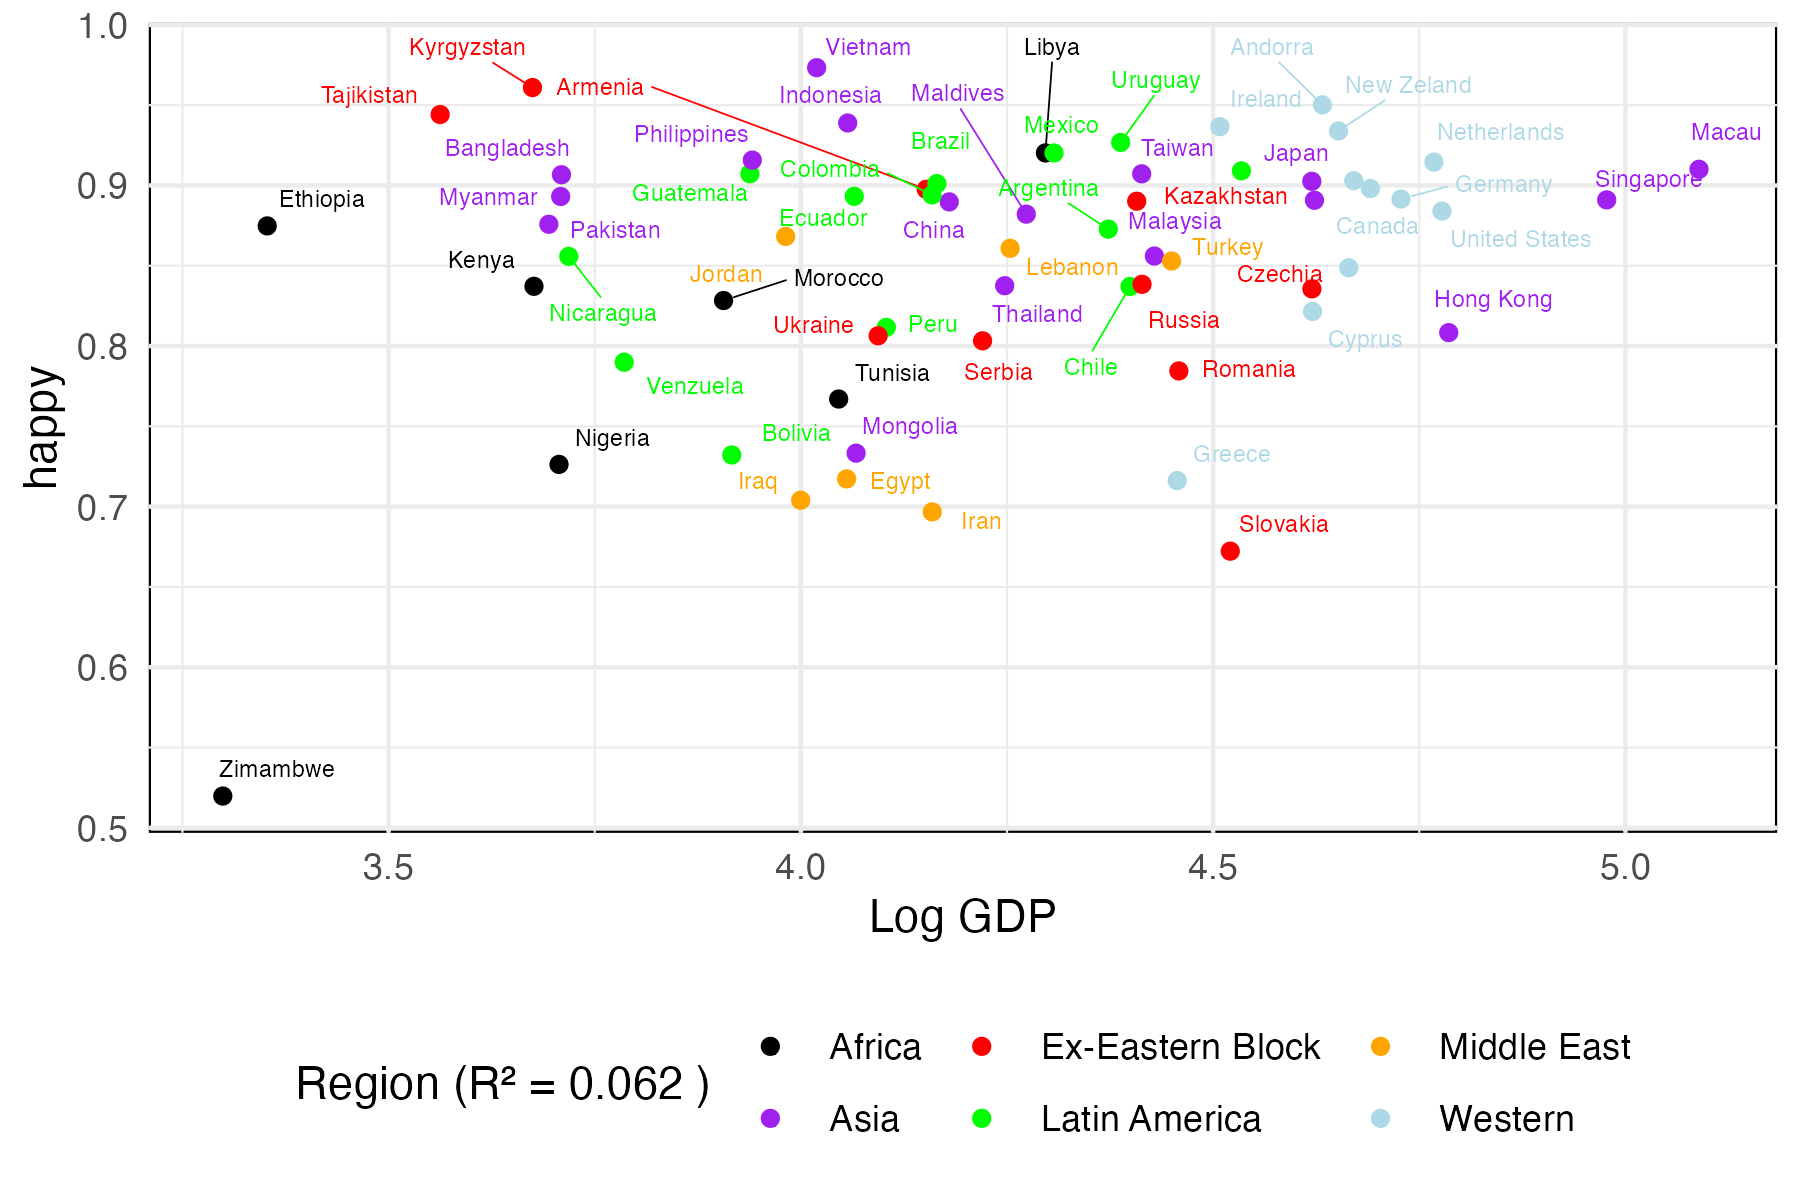 1.0
Kyrgyzstan
Vietnam
Libya
Andorra
Armenia
Tajikistan
Indonesia
Maldives
Uruguay
Ireland
New Zeland
Philippines
Bangladesh
Brazil
Mexico
Taiwan
Japan
Netherlands
Macau
0.9
Ethiopia
Myanmar
Guatemala
Colombia
Argentina
Kazakhstan
Germany
Singapore
Pakistan
Ecuador
China
Malaysia
Canada
United States
Kenya
Jordan
Morocco
Lebanon
Turkey
Czechia
Nicaragua
Ukraine
Peru
Thailand
Russia
Hong Kong
Cyprus
0.8
Venzuela
Tunisia
Serbia
Chile
Romania
Nigeria
Bolivia
Mongolia
Greece
Iraq
Egypt
Iran
Slovakia
0.7
0.6
Zimambwe
0.5
happy
3.5
4.0
4.5
5.0
Log GDP
Region (R² = 0.062 )
Africa
Ex-Eastern Block
Middle East
Asia
Latin America
Western